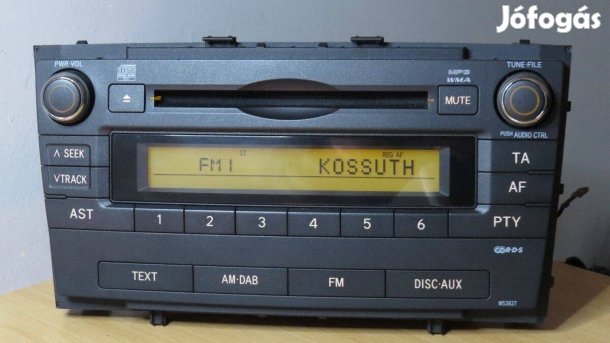 Jófogás
PWR·VOL
TUNE·FILE
MP3
WMA
MUTE
PUSH AUDIO CTRL
∧ SEEK
∨ TRACK
ST
REG AF
FM1 KOSSUTH
TA
AF
AST
1 2 3 4 5 6
PTY
R·D·S
TEXT
AM·DAB
FM
DISC·AUX
W53827